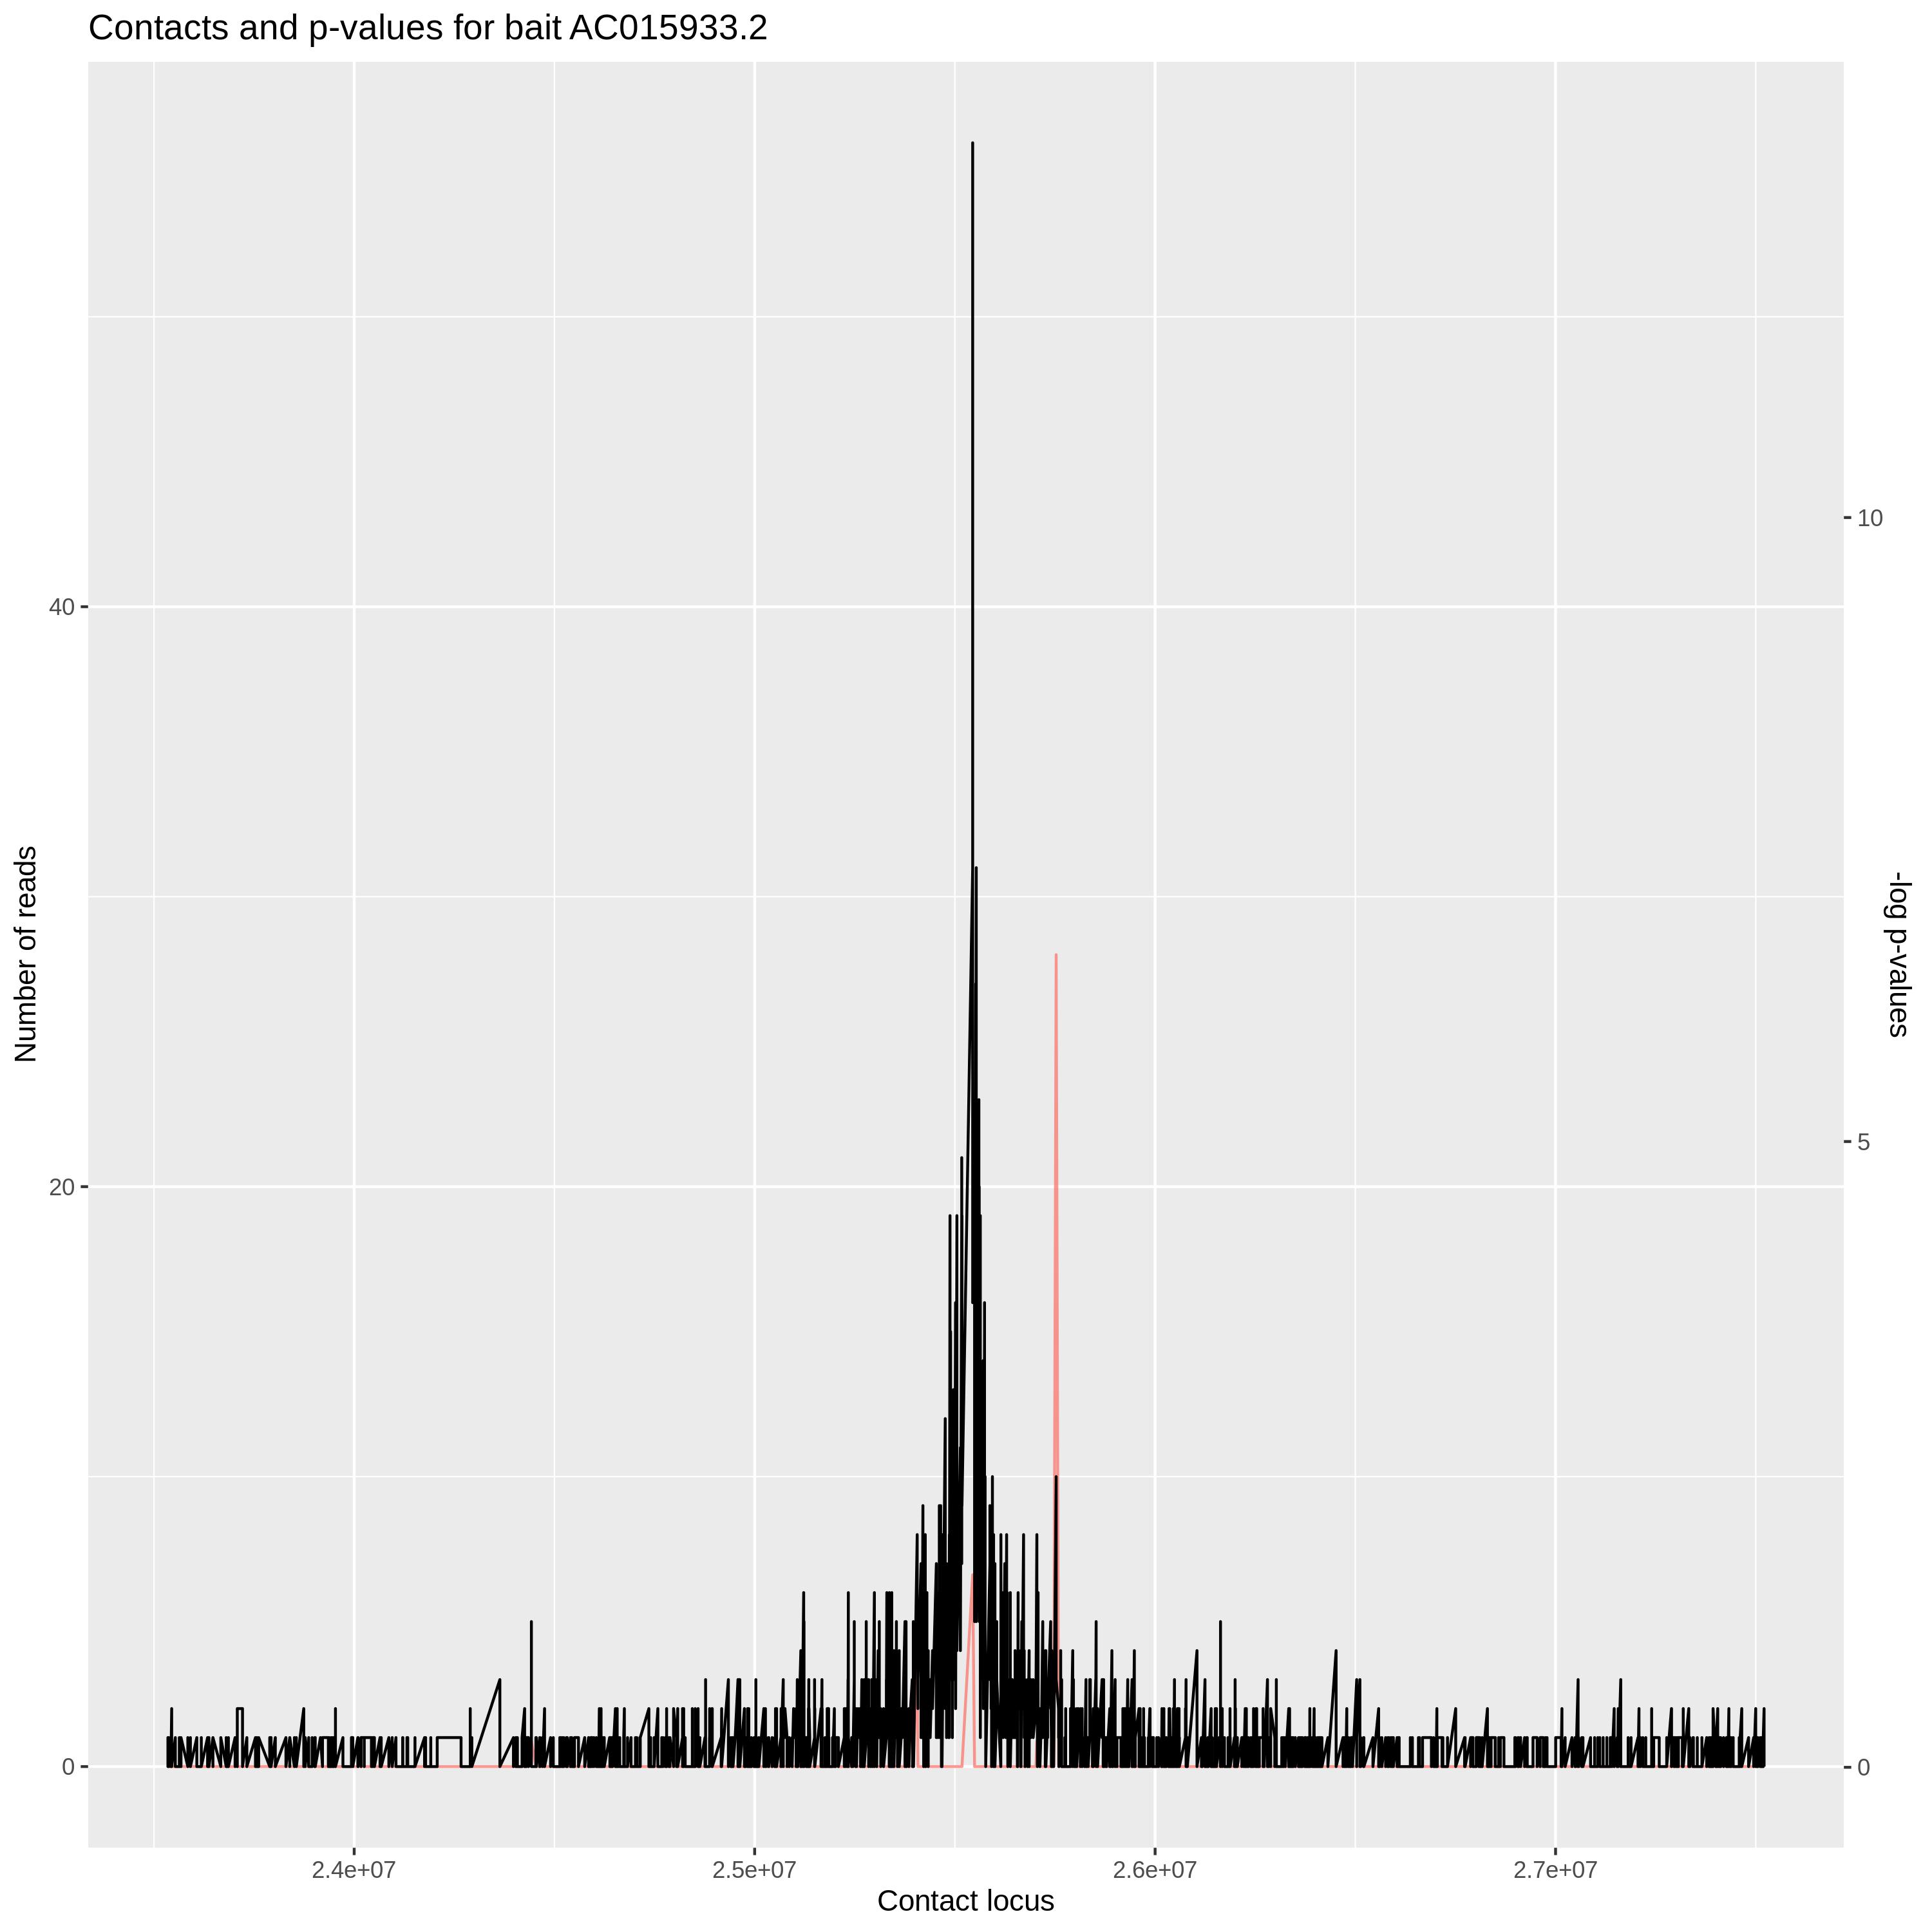 Contacts and p-values for bait AC015933.2
Number of reads
40
20
0
-log p-values
10
5
0
2.4e+07 2.5e+07 2.6e+07 2.7e+07
Contact locus